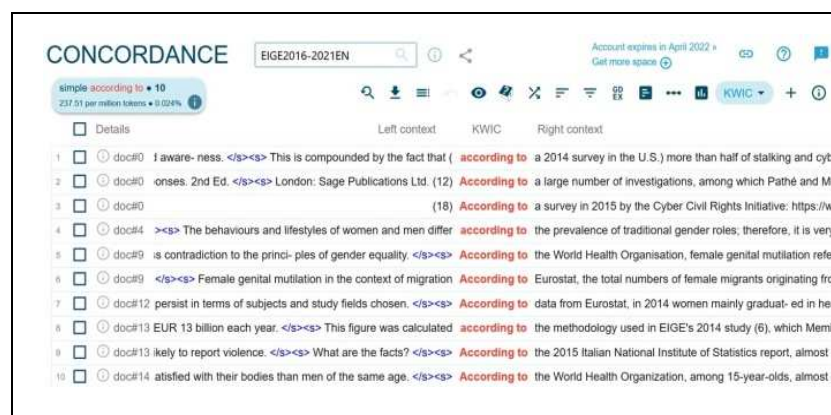 CONCORDANCE
EIGE2016-2021EN
Account expires in April 2022 »
Get more space
simple according to • 10
237.51 per million tokens • 0.024%
KWIC
Details Left context KWIC Right context
1 doc#0 aware- ness. </s><s> This is compounded by the fact that ( according to a 2014 survey in the U.S.) more than half of stalking and cyb
2 doc#0 onses. 2nd Ed. </s><s> London: Sage Publications Ltd. (12) According to a large number of investigations, among which Pathé and M
3 doc#0 (18) According to a survey in 2015 by the Cyber Civil Rights Initiative: https://w
4 doc#4 ><s> The behaviours and lifestyles of women and men differ according to the prevalence of traditional gender roles; therefore, it is very
5 doc#9 s contradiction to the princi- ples of gender equality. </s><s> According to the World Health Organisation, female genital mutilation refe
6 doc#9 </s><s> Female genital mutilation in the context of migration According to Eurostat, the total numbers of female migrants originating fro
7 doc#12 persist in terms of subjects and study fields chosen. </s><s> According to data from Eurostat, in 2014 women mainly graduat- ed in he
8 doc#13 EUR 13 billion each year. </s><s> This figure was calculated according to the methodology used in EIGE's 2014 study (6), which Mem
9 doc#13 ikely to report violence. </s><s> What are the facts? </s><s> According to the 2015 Italian National Institute of Statistics report, almost
10 doc#14 atisfied with their bodies than men of the same age. </s><s> According to the World Health Organization, among 15-year-olds, almost